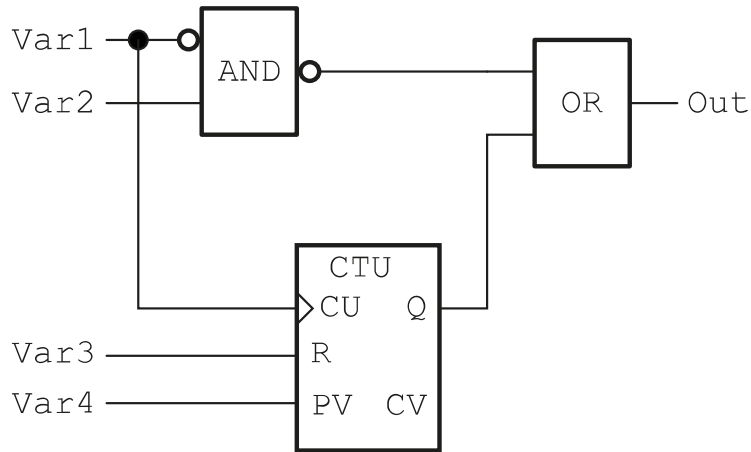 Var1
AND
Var2
OR
Out
CTU
CU Q
Var3
R
Var4
PV CV